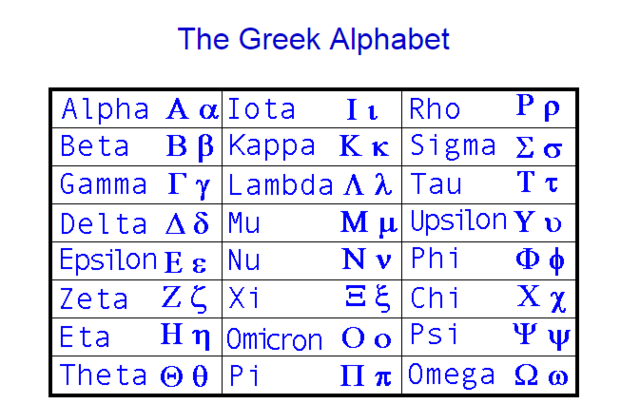 The Greek Alphabet
Alpha Α α Iota Ι ι Rho Ρ ρ
Beta Β β Kappa Κ κ Sigma Σ σ
Gamma Γ γ Lambda Λ λ Tau Τ τ
Delta Δ δ Mu Μ μ Upsilon Υ υ
Epsilon Ε ε Nu Ν ν Phi Φ ϕ
Zeta Ζ ζ Xi Ξ ξ Chi Χ χ
Eta Η η Omicron Ο ο Psi Ψ ψ
Theta Θ θ Pi Π π Omega Ω ω